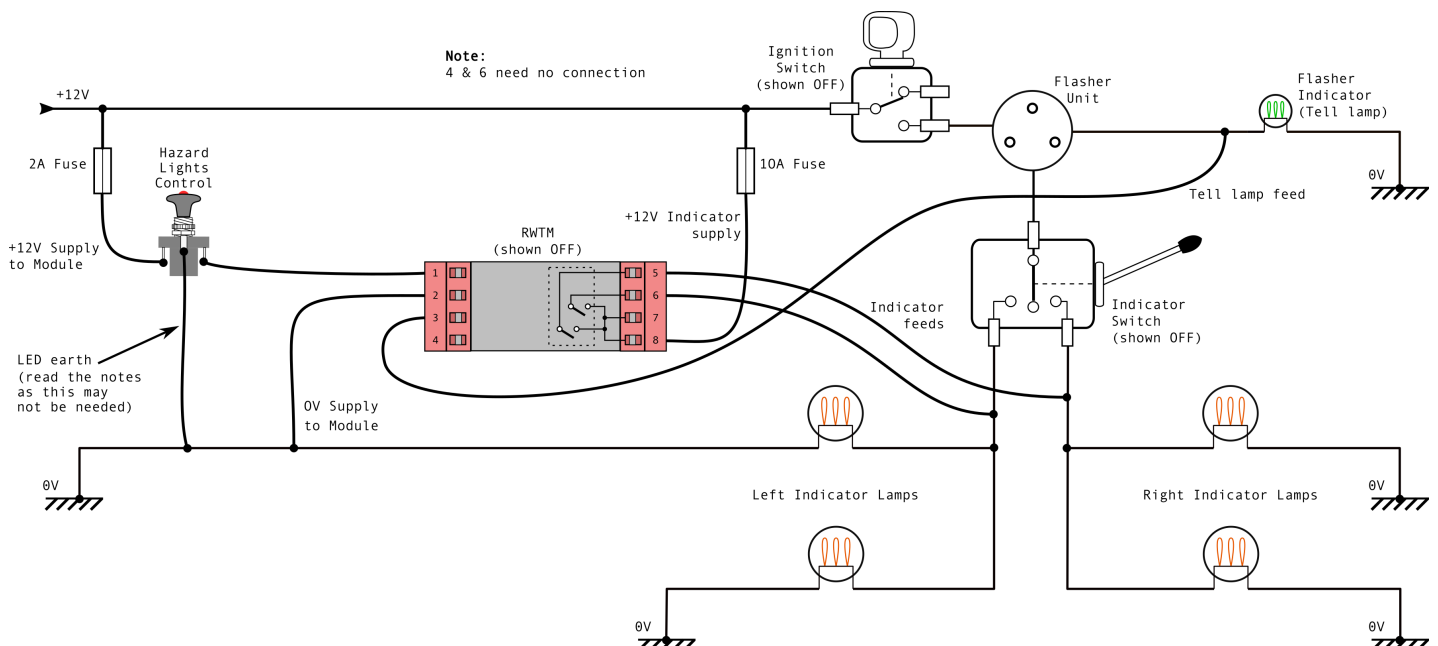 Note:
4 & 6 need no connection
Ignition
Switch
(shown OFF)
Flasher
Unit
Flasher
Indicator
(Tell lamp)
+12V
2A Fuse
Hazard
Lights
Control
10A Fuse
0V
Tell lamp feed
+12V Indicator
supply
+12V Supply
to Module
RWTM
(shown OFF)
1
2
3
4
5
6
7
8
Indicator
feeds
Indicator
Switch
(shown OFF)
LED earth
(read the notes
as this may
not be needed)
0V Supply
to Module
0V
Left Indicator Lamps
Right Indicator Lamps
0V
0V
0V